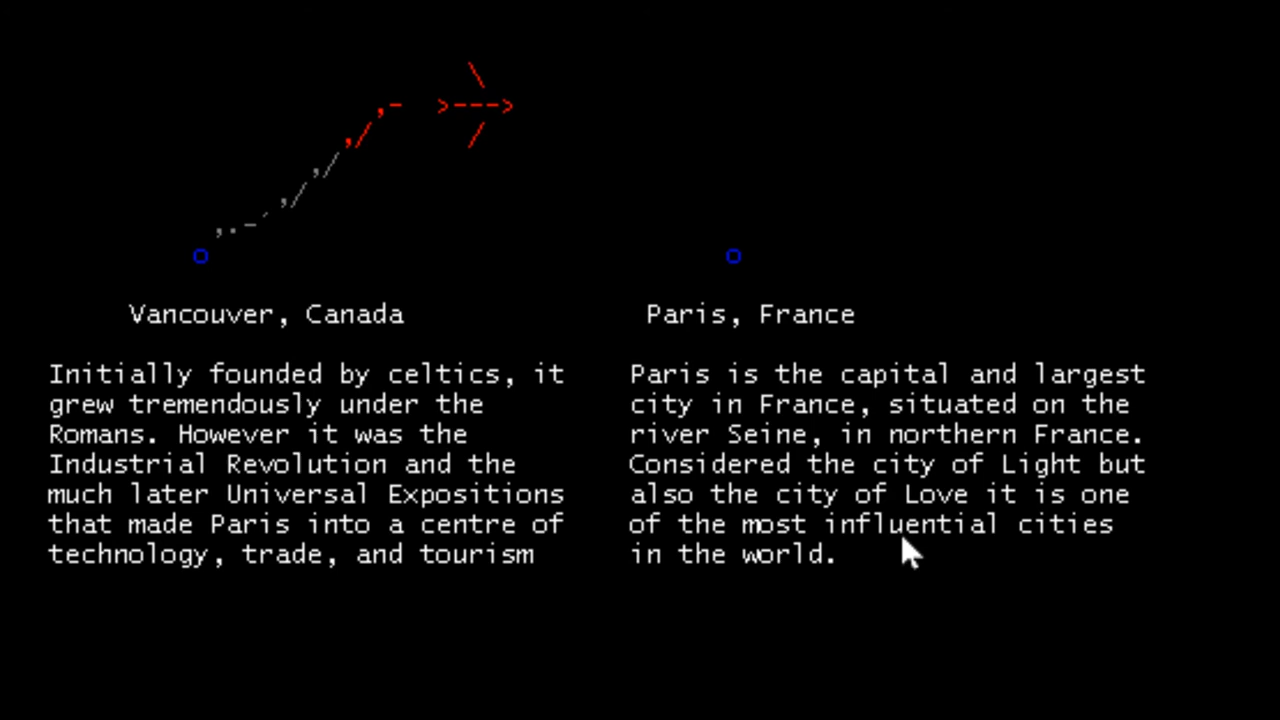 Vancouver, Canada
Initially founded by celtics, it
grew tremendously under the
Romans. However it was the
Industrial Revolution and the
much later Universal Expositions
that made Paris into a centre of
technology, trade, and tourism
Paris, France
Paris is the capital and largest
city in France, situated on the
river Seine, in northern France.
Considered the city of Light but
also the city of Love it is one
of the most influential cities
in the world.